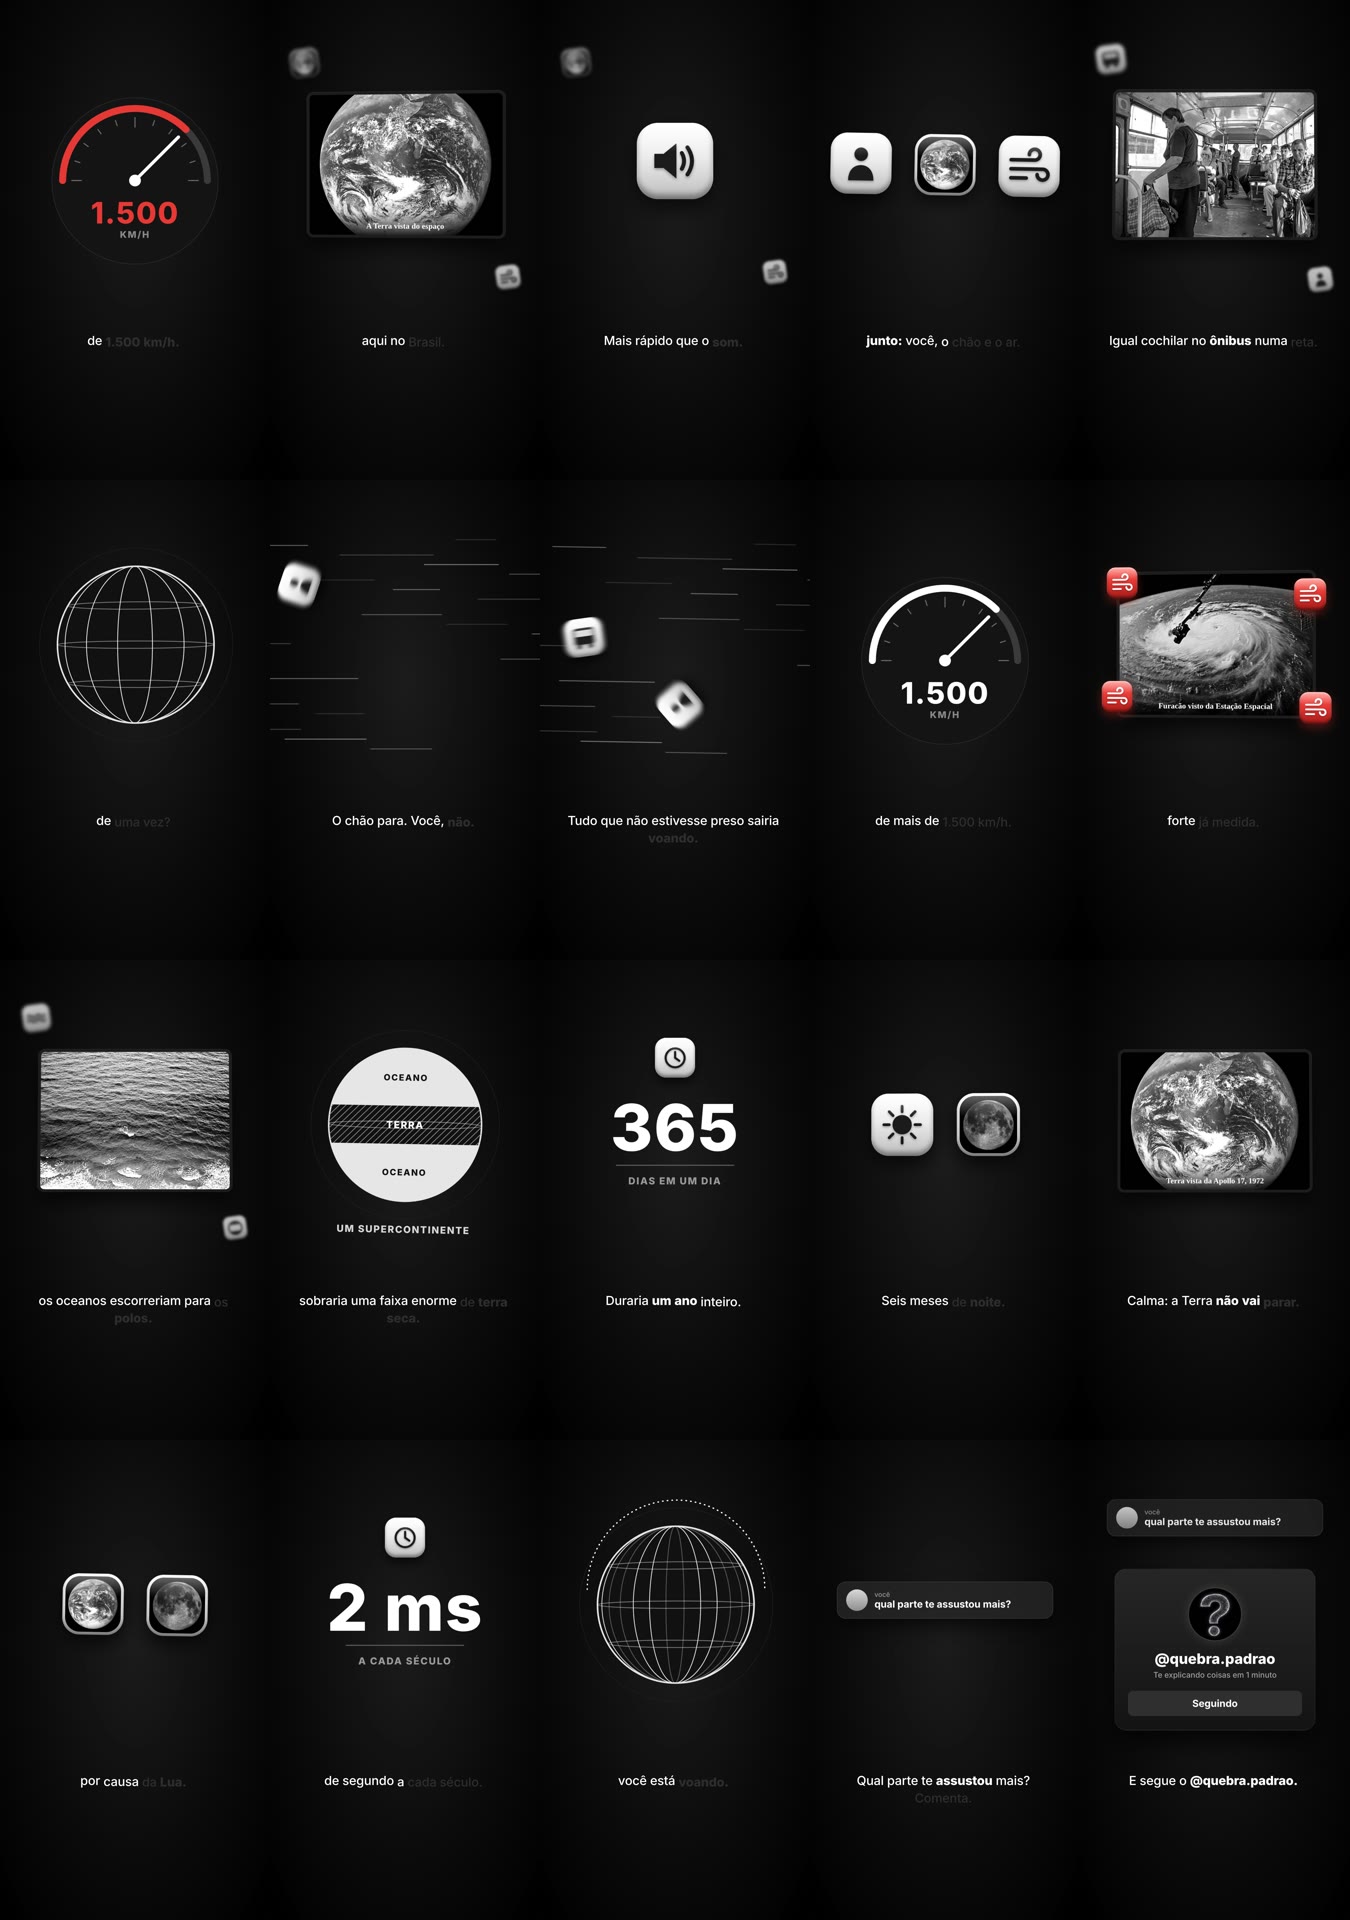 1.500
KM/H
de 1.500 km/h.
A Terra vista do espaço
aqui no Brasil.
Mais rápido que o som.
junto: você, o chão e o ar.
Igual cochilar no ônibus numa reta.
de uma vez?
O chão para. Você, não.
Tudo que não estivesse preso sairia
voando.
1.500
KM/H
de mais de 1.500 km/h.
Furacão visto da Estação Espacial
forte já medida.
os oceanos escorreriam para os
polos.
OCEANO
TERRA
OCEANO
UM SUPERCONTINENTE
sobraria uma faixa enorme de terra
seca.
365
DIAS EM UM DIA
Duraria um ano inteiro.
Seis meses de noite.
Terra vista da Apollo 17, 1972
Calma: a Terra não vai parar.
por causa da Lua.
2 ms
A CADA SÉCULO
de segundo a cada século.
você está voando.
você
qual parte te assustou mais?
Qual parte te assustou mais?
Comenta.
você
qual parte te assustou mais?
?
@quebra.padrao
Te explicando coisas em 1 minuto
Seguindo
E segue o @quebra.padrao.